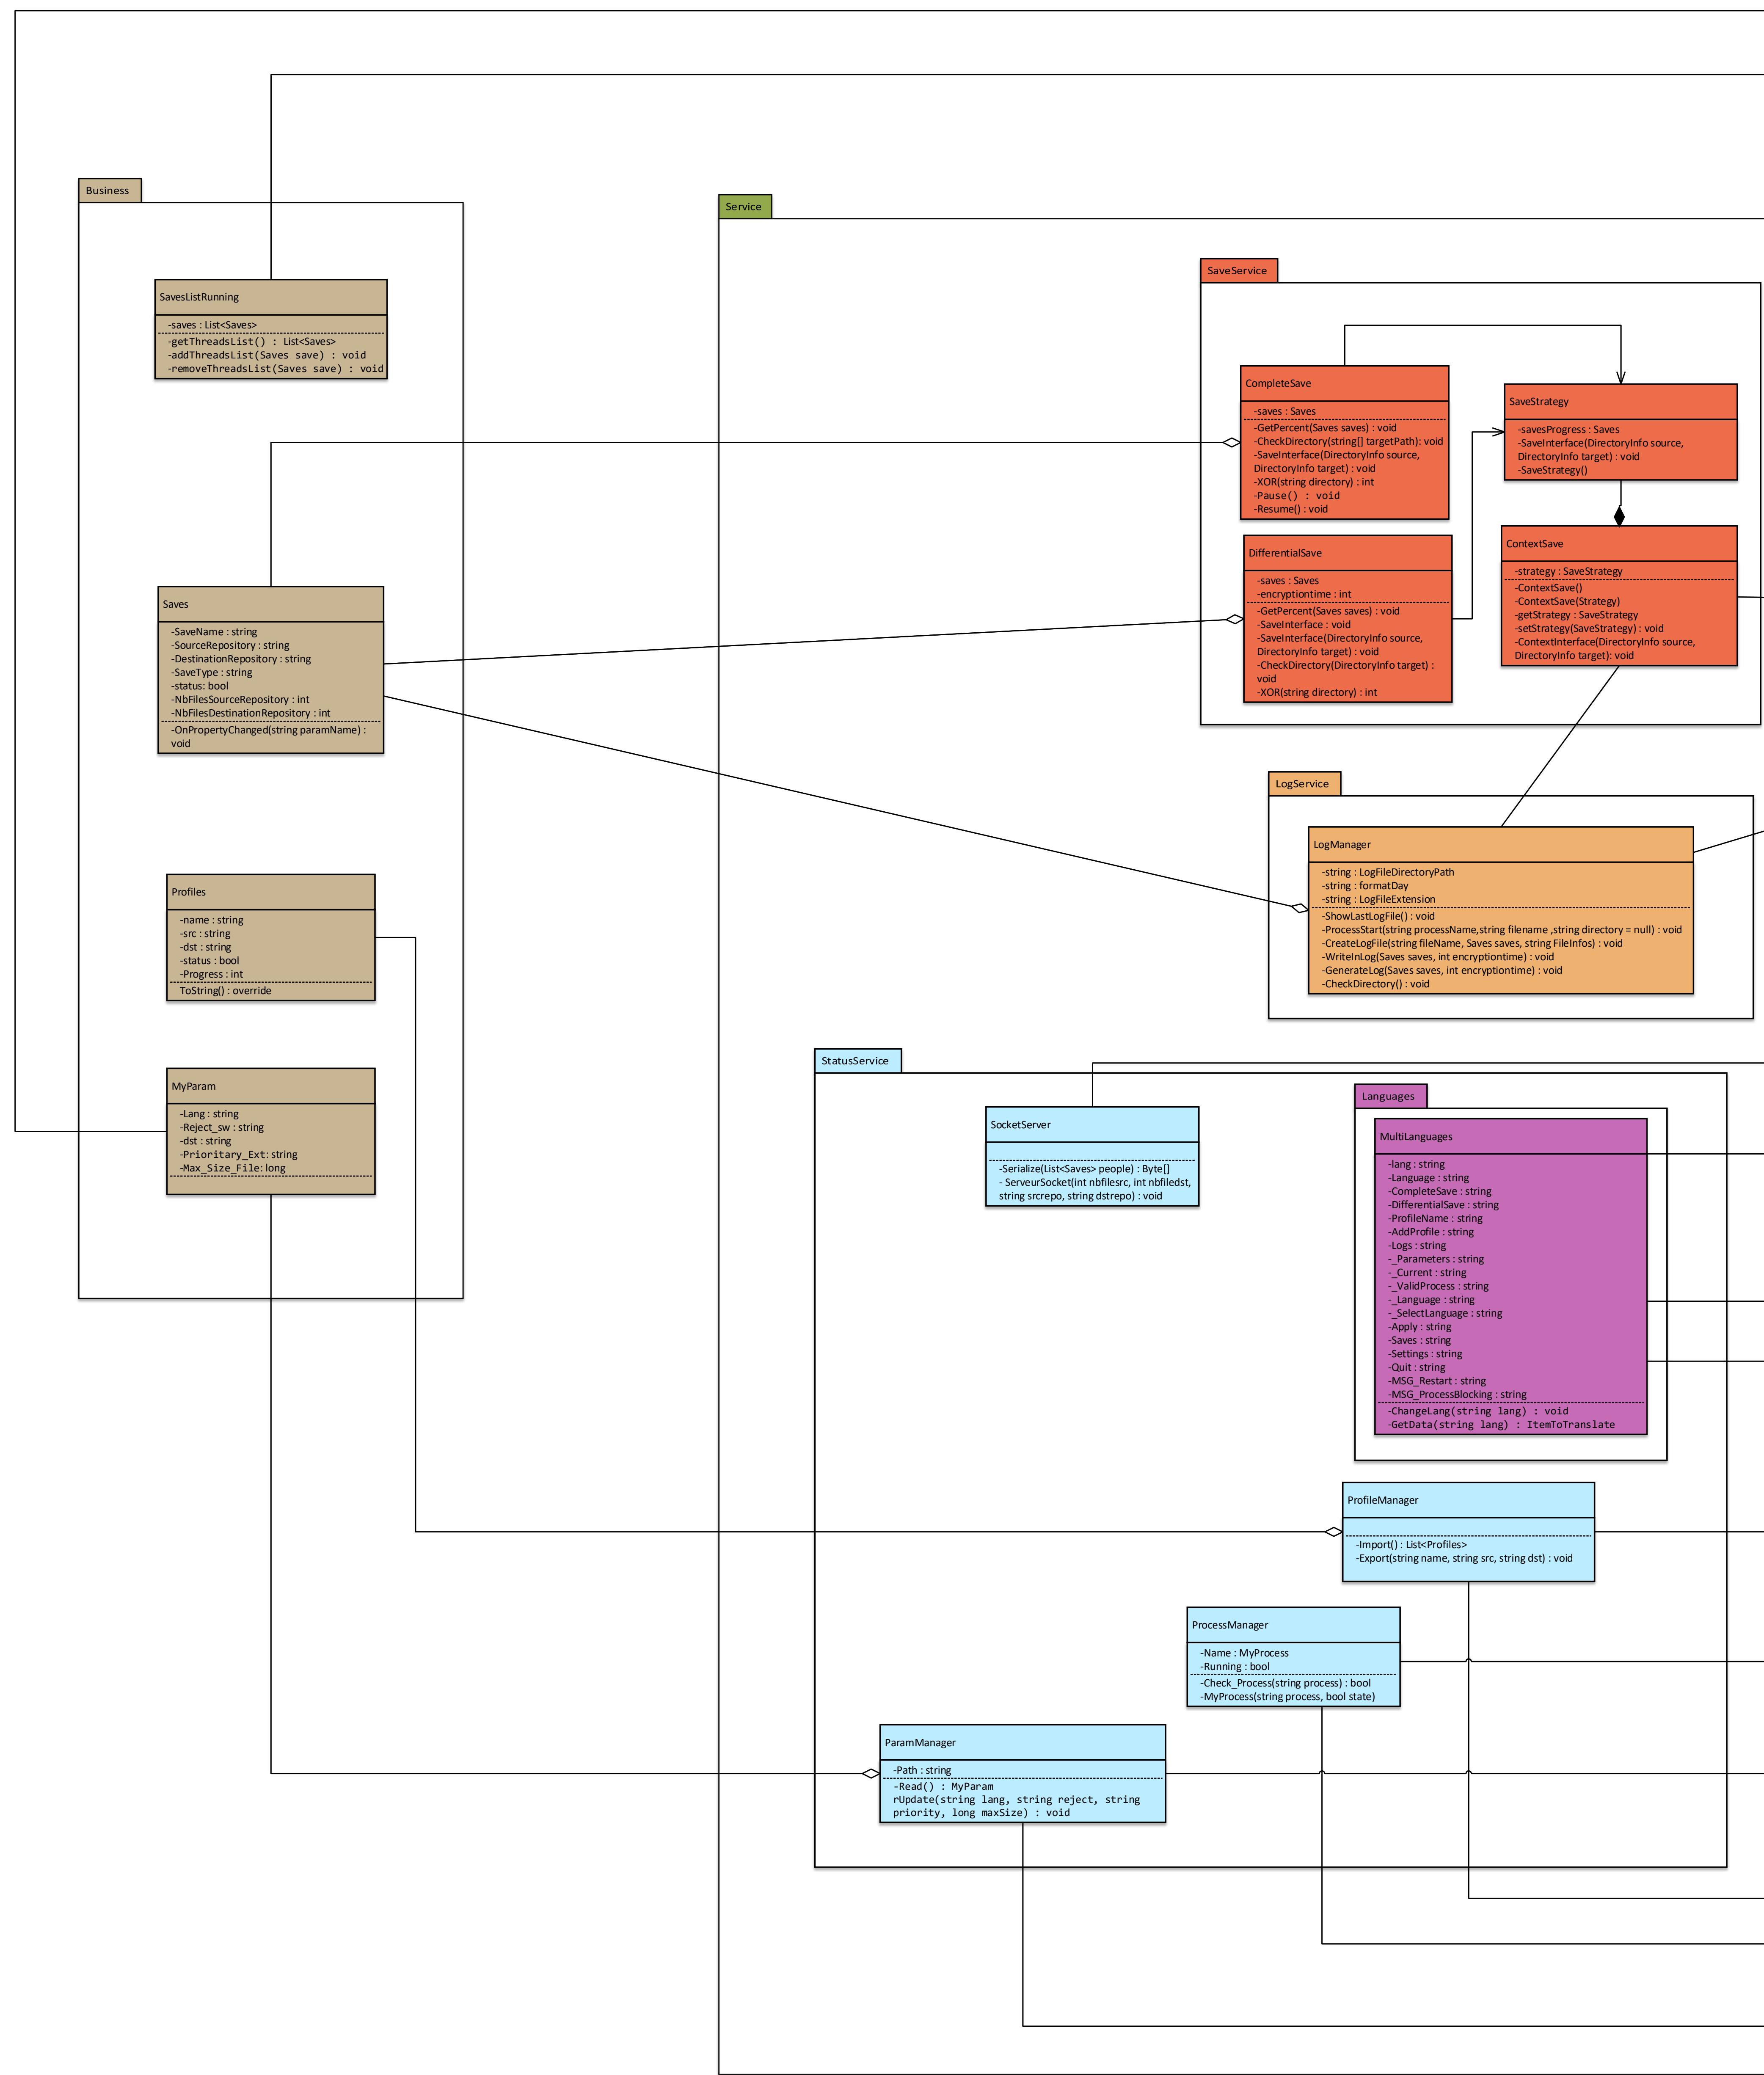 Business
SavesListRunning
-saves : List<Saves>
-getThreadsList() : List<Saves>
-addThreadsList(Saves save) : void
-removeThreadsList(Saves save) : void
Saves
-SaveName : string
-SourceRepository : string
-DestinationRepository : string
-SaveType : string
-status: bool
-NbFilesSourceRepository : int
-NbFilesDestinationRepository : int
-OnPropertyChanged(string paramName) :
void
Profiles
-name : string
-src : string
-dst : string
-status : bool
-Progress : int
ToString() : override
MyParam
-Lang : string
-Reject_sw : string
-dst : string
-Prioritary_Ext: string
-Max_Size_File: long
Service
SaveService
CompleteSave
-saves : Saves
-GetPercent(Saves saves) : void
-CheckDirectory(string[] targetPath): void
-SaveInterface(DirectoryInfo source,
DirectoryInfo target) : void
-XOR(string directory) : int
-Pause() : void
-Resume() : void
SaveStrategy
-savesProgress : Saves
-SaveInterface(DirectoryInfo source,
DirectoryInfo target) : void
-SaveStrategy()
DifferentialSave
-saves : Saves
-encryptiontime : int
-GetPercent(Saves saves) : void
-SaveInterface : void
-SaveInterface(DirectoryInfo source,
DirectoryInfo target) : void
-CheckDirectory(DirectoryInfo target) :
void
-XOR(string directory) : int
ContextSave
-strategy : SaveStrategy
-ContextSave()
-ContextSave(Strategy)
-getStrategy : SaveStrategy
-setStrategy(SaveStrategy) : void
-ContextInterface(DirectoryInfo source,
DirectoryInfo target): void
LogService
LogManager
-string : LogFileDirectoryPath
-string : formatDay
-string : LogFileExtension
-ShowLastLogFile() : void
-ProcessStart(string processName,string filename ,string directory = null) : void
-CreateLogFile(string fileName, Saves saves, string FileInfos) : void
-WriteInLog(Saves saves, int encryptiontime) : void
-GenerateLog(Saves saves, int encryptiontime) : void
-CheckDirectory() : void
StatusService
SocketServer
-Serialize(List<Saves> people) : Byte[]
- ServeurSocket(int nbfilesrc, int nbfiledst,
string srcrepo, string dstrepo) : void
Languages
MultiLanguages
-lang : string
-Language : string
-CompleteSave : string
-DifferentialSave : string
-ProfileName : string
-AddProfile : string
-Logs : string
-_Parameters : string
-_Current : string
-_ValidProcess : string
-_Language : string
-_SelectLanguage : string
-Apply : string
-Saves : string
-Settings : string
-Quit : string
-MSG_Restart : string
-MSG_ProcessBlocking : string
-ChangeLang(string lang) : void
-GetData(string lang) : ItemToTranslate
ProfileManager
-Import() : List<Profiles>
-Export(string name, string src, string dst) : void
ProcessManager
-Name : MyProcess
-Running : bool
-Check_Process(string process) : bool
-MyProcess(string process, bool state)
ParamManager
-Path : string
-Read() : MyParam
rUpdate(string lang, string reject, string
priority, long maxSize) : void